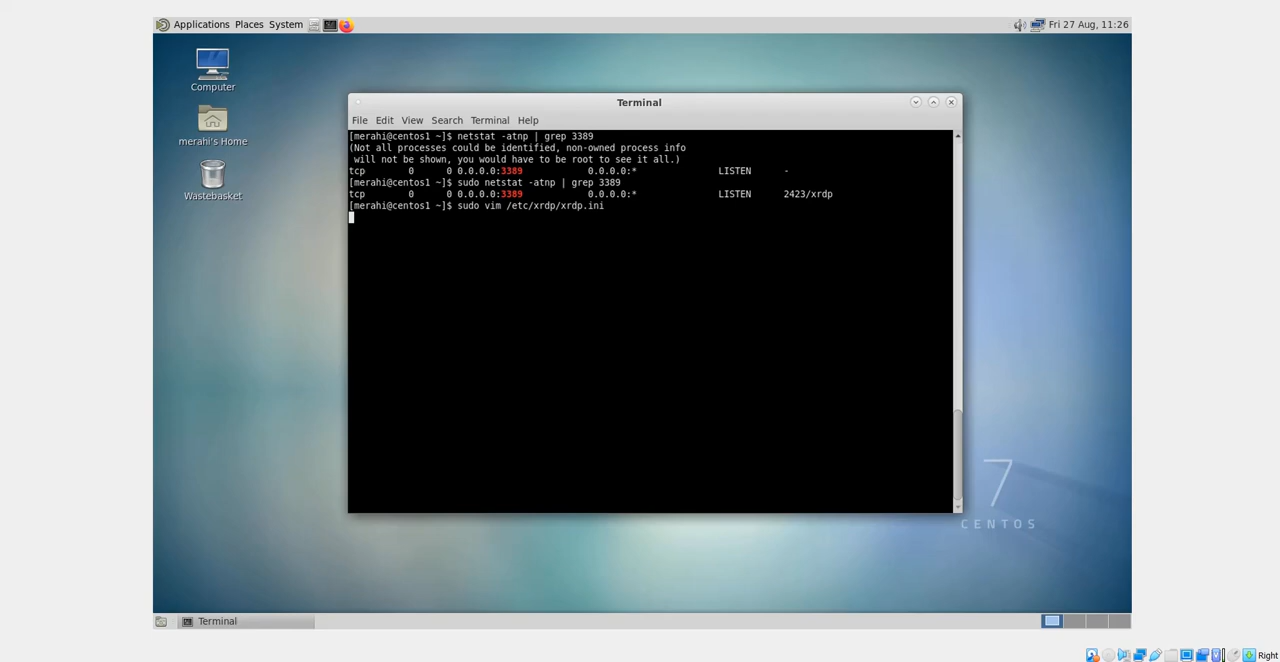 Applications Places System
Fri 27 Aug, 11:26
Computer
merahi's Home
Wastebasket
Terminal
File Edit View Search Terminal Help
[merahi@centos1 ~]$ netstat -atnp | grep 3389
(Not all processes could be identified, non-owned process info
 will not be shown, you would have to be root to see it all.)
tcp        0      0 0.0.0.0:3389            0.0.0.0:*               LISTEN      -
[merahi@centos1 ~]$ sudo netstat -atnp | grep 3389
tcp        0      0 0.0.0.0:3389            0.0.0.0:*               LISTEN      2423/xrdp
[merahi@centos1 ~]$ sudo vim /etc/xrdp/xrdp.ini
7
CENTOS
Terminal
Right